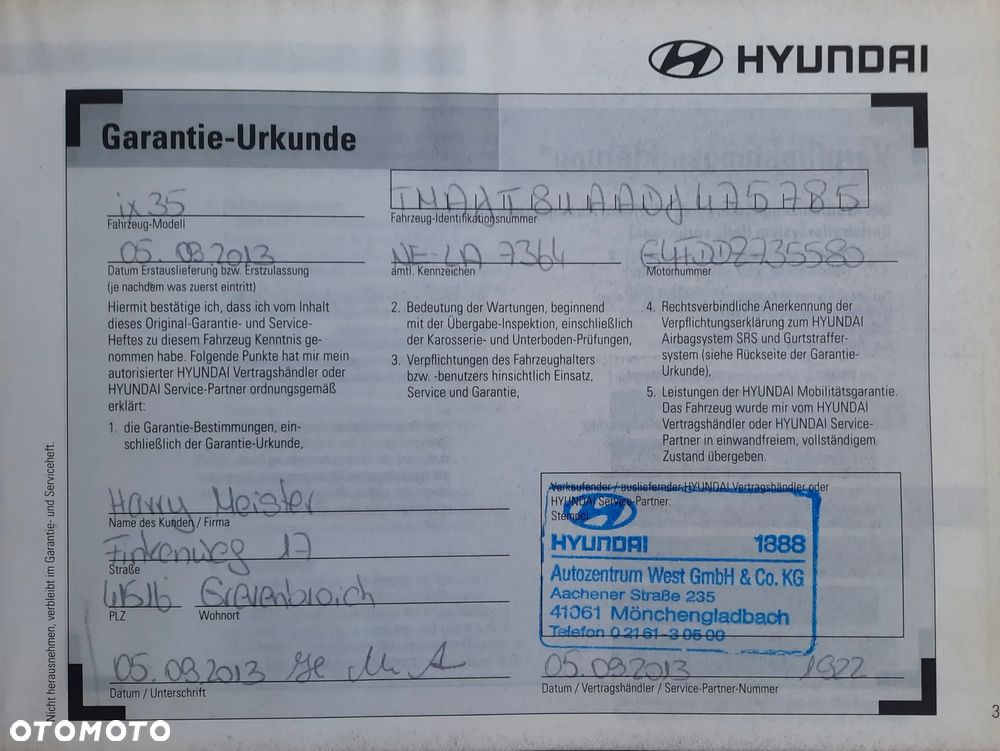 HYUNDAI
Garantie-Urkunde
ix 35
Fahrzeug-Modell
Fahrzeug-Identifikationsnummer
05. 09. 2013
Datum Erstauslieferung bzw. Erstzulassung
(je nachdem was zuerst eintritt)
NE-LA 7364
amtl. Kennzeichen
Motornummer
Hiermit bestätige ich, dass ich vom Inhalt
dieses Original-Garantie- und Service-
Heftes zu diesem Fahrzeug Kenntnis ge-
nommen habe. Folgende Punkte hat mir mein
autorisierter HYUNDAI Vertragshändler oder
HYUNDAI Service-Partner ordnungsgemäß
erklärt:
1. die Garantie-Bestimmungen, ein-
schließlich der Garantie-Urkunde,
2. Bedeutung der Wartungen, beginnend
mit der Übergabe-Inspektion, einschließlich
der Karosserie- und Unterboden-Prüfungen,
3. Verpflichtungen des Fahrzeughalters
bzw. -benutzers hinsichtlich Einsatz,
Service und Garantie,
4. Rechtsverbindliche Anerkennung der
Verpflichtungserklärung zum HYUNDAI
Airbagsystem SRS und Gurtstraffer-
system (siehe Rückseite der Garantie-
Urkunde),
5. Leistungen der HYUNDAI Mobilitätsgarantie.
Das Fahrzeug wurde mir vom HYUNDAI
Vertragshändler oder HYUNDAI Service-
Partner in einwandfreiem, vollständigem
Zustand übergeben.
Harry Meister
Name des Kunden / Firma
Finkenweg 17
Straße
41516 Grevenbroich
PLZ Wohnort
05. 09. 2013
Datum / Unterschrift
Verkaufender / ausliefernder HYUNDAI Vertragshändler oder
HYUNDAI Service-Partner:
Stempel
HYUNDAI 1888
Autozentrum West GmbH & Co. KG
Aachener Straße 235
41061 Mönchengladbach
Telefon 0 21 61 - 3 05 00
05. 09. 2013 1922
Datum / Vertragshändler / Service-Partner-Nummer
Nicht herausnehmen, verbleibt im Garantie- und Serviceheft.
3
OTOMOTO